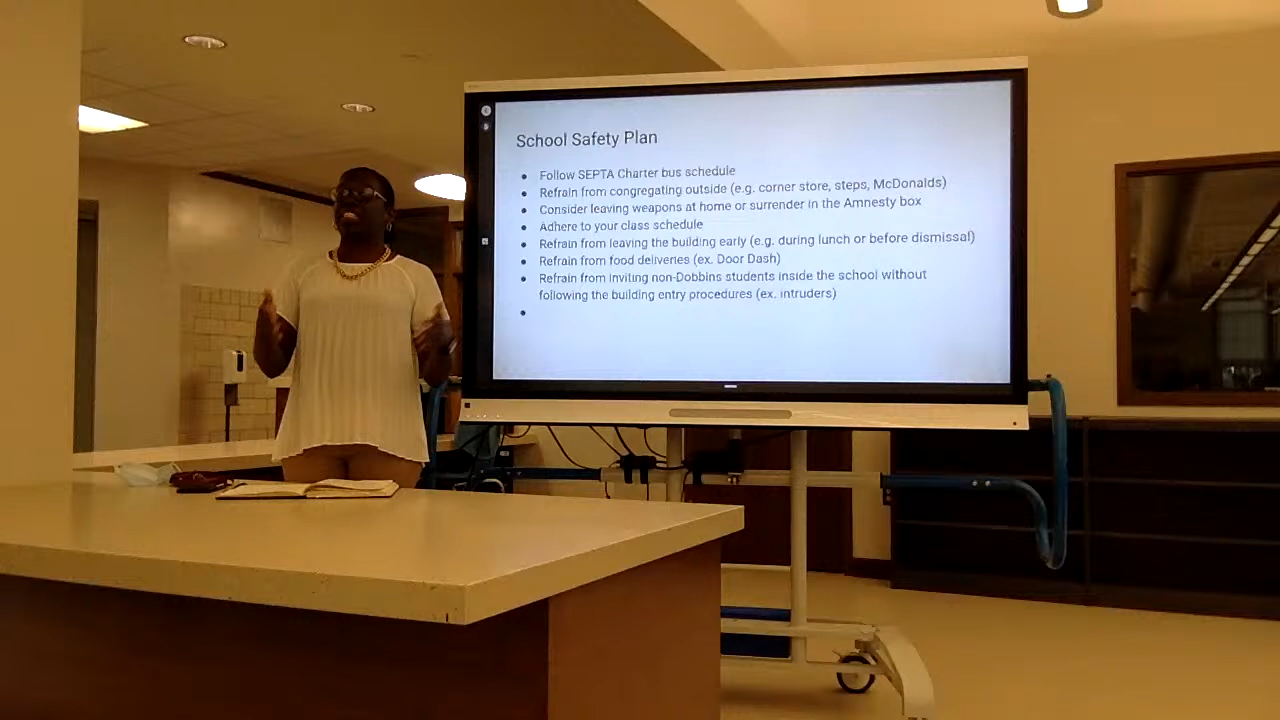 School Safety Plan
● Follow SEPTA Charter bus schedule
● Refrain from congregating outside (e.g. corner store, steps, McDonalds)
● Consider leaving weapons at home or surrender in the Amnesty box
● Adhere to your class schedule
● Refrain from leaving the building early (e.g. during lunch or before dismissal)
● Refrain from food deliveries (ex. Door Dash)
● Refrain from inviting non-Dobbins students inside the school without
following the building entry procedures (ex. intruders)
●